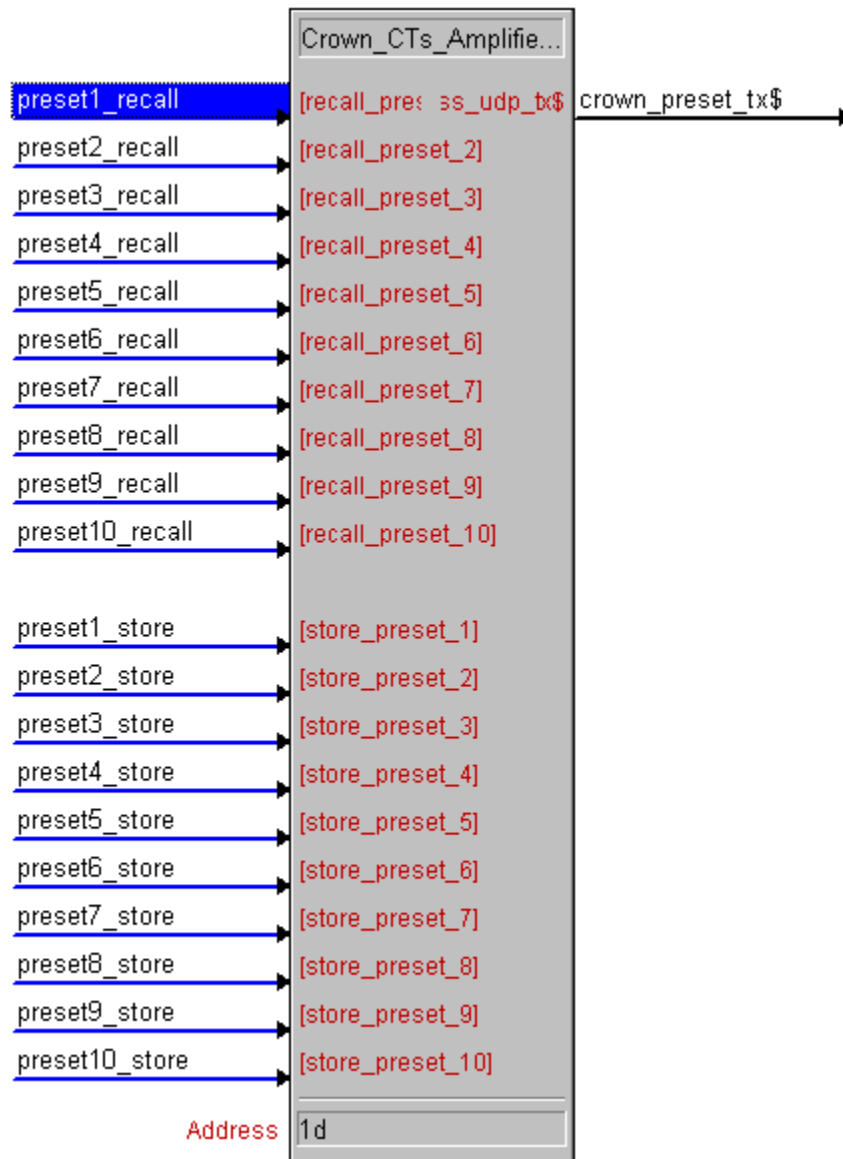 Crown_CTs_Amplifie...
preset1_recall [recall_pres ss_udp_tx$ crown_preset_tx$
preset2_recall [recall_preset_2]
preset3_recall [recall_preset_3]
preset4_recall [recall_preset_4]
preset5_recall [recall_preset_5]
preset6_recall [recall_preset_6]
preset7_recall [recall_preset_7]
preset8_recall [recall_preset_8]
preset9_recall [recall_preset_9]
preset10_recall [recall_preset_10]
preset1_store [store_preset_1]
preset2_store [store_preset_2]
preset3_store [store_preset_3]
preset4_store [store_preset_4]
preset5_store [store_preset_5]
preset6_store [store_preset_6]
preset7_store [store_preset_7]
preset8_store [store_preset_8]
preset9_store [store_preset_9]
preset10_store [store_preset_10]
Address 1d